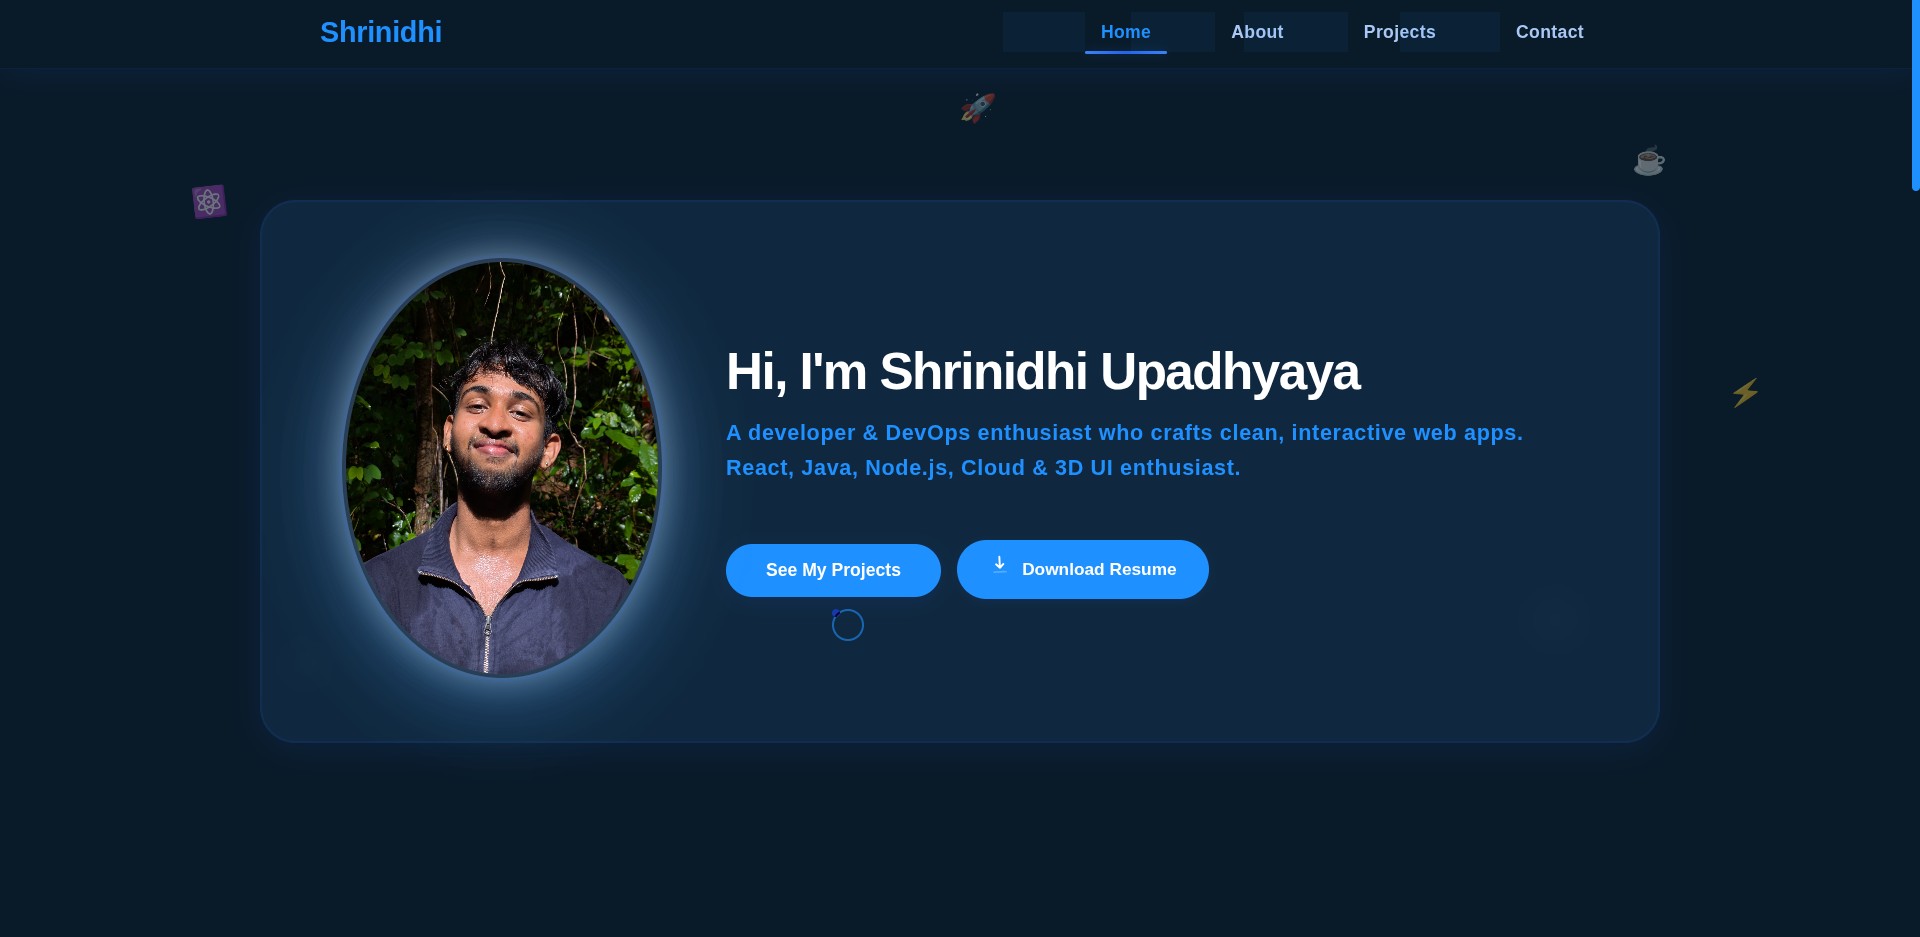 Shrinidhi
Home About Projects Contact
Hi, I'm Shrinidhi Upadhyaya
A developer & DevOps enthusiast who crafts clean, interactive web apps.
React, Java, Node.js, Cloud & 3D UI enthusiast.
See My Projects
Download Resume